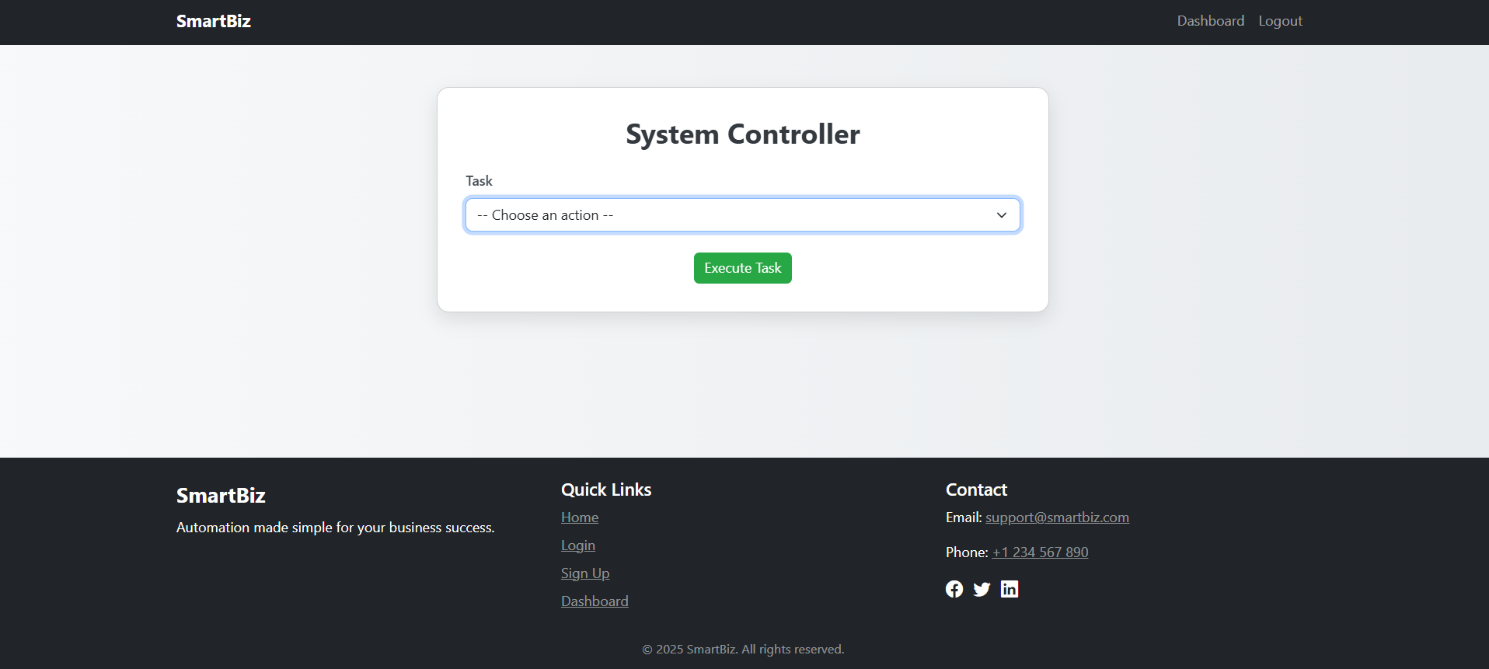 SmartBiz
Dashboard
Logout
System Controller
Task
-- Choose an action --
Execute Task
SmartBiz
Automation made simple for your business success.
Quick Links
Home
Login
Sign Up
Dashboard
Contact
Email: support@smartbiz.com
Phone: +1 234 567 890
© 2025 SmartBiz. All rights reserved.